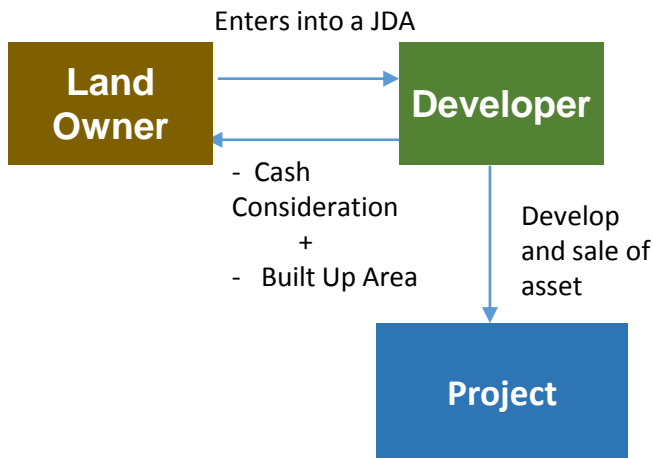 Enters into a JDA
Land
Owner
Developer
- Cash
Consideration
+
- Built Up Area
Develop
and sale of
asset
Project